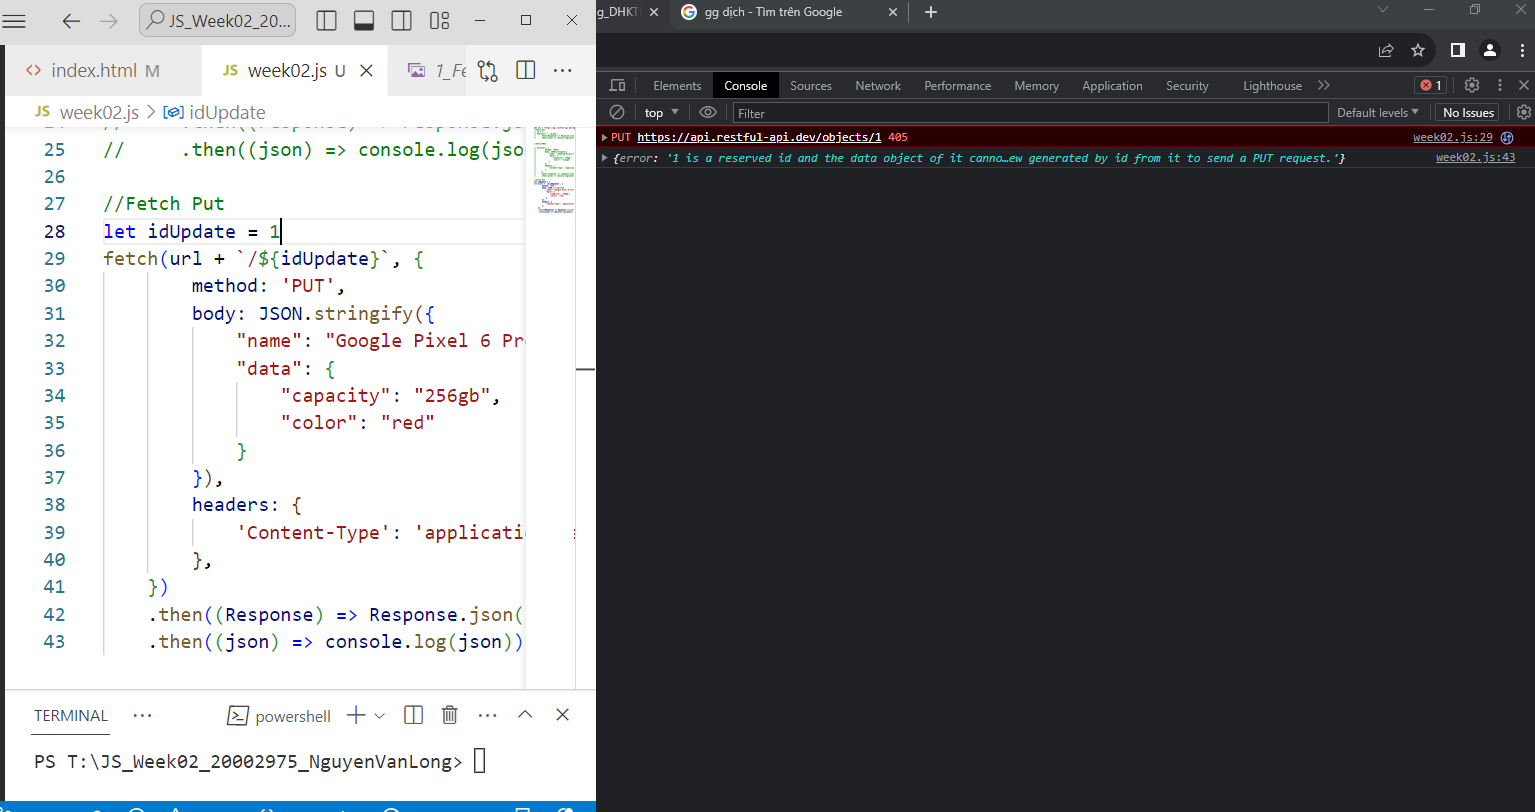 JS_Week02_20...
index.html M
JS week02.js U
1_Fe
JS week02.js > idUpdate
25 // .then((json) => console.log(jso
26
27 //Fetch Put
28 let idUpdate = 1
29 fetch(url + `/${idUpdate}`, {
30 method: 'PUT',
31 body: JSON.stringify({
32 "name": "Google Pixel 6 Pr
33 "data": {
34 "capacity": "256gb",
35 "color": "red"
36 }
37 }),
38 headers: {
39 'Content-Type': 'applicati
40 },
41 })
42 .then((Response) => Response.json(
43 .then((json) => console.log(json))
TERMINAL ...
powershell
PS T:\JS_Week02_20002975_NguyenVanLong>
g_DHKT
gg dịch - Tìm trên Google
Elements Console Sources Network Performance Memory Application Security Lighthouse 1
top Filter Default levels No Issues
PUT https://api.restful-api.dev/objects/1 405 week02.js:29
{error: '1 is a reserved id and the data object of it canno…ew generated by id from it to send a PUT request.'} week02.js:43